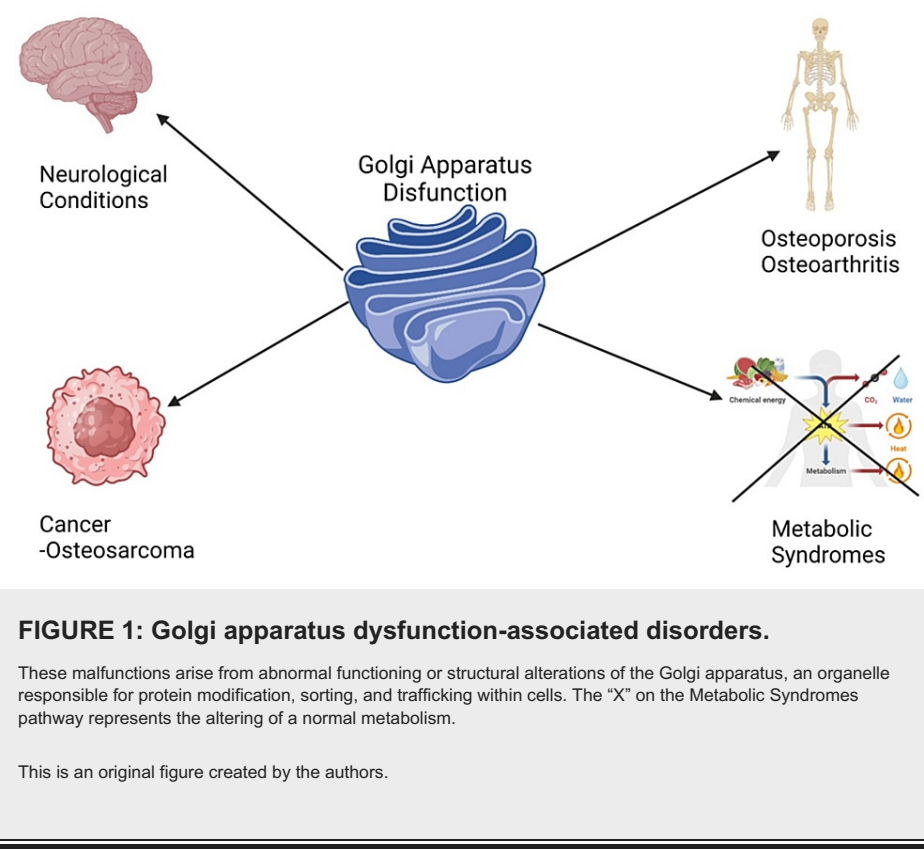 Golgi Apparatus
Disfunction
Neurological
Conditions
Osteoporosis
Osteoarthritis
Cancer
-Osteosarcoma
Chemical energy
CO₂
Water
Heat
Metabolism
Metabolic
Syndromes
FIGURE 1: Golgi apparatus dysfunction-associated disorders.
These malfunctions arise from abnormal functioning or structural alterations of the Golgi apparatus, an organelle
responsible for protein modification, sorting, and trafficking within cells. The “X” on the Metabolic Syndromes
pathway represents the altering of a normal metabolism.
This is an original figure created by the authors.